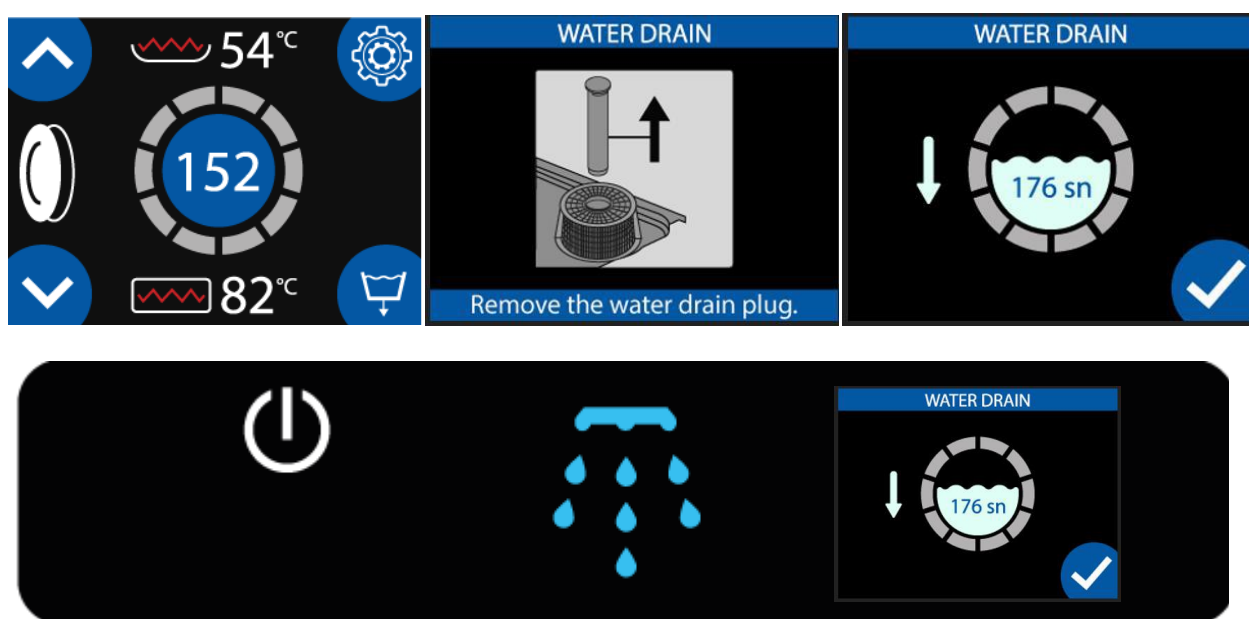 54°C
152
82°C
WATER DRAIN
Remove the water drain plug.
WATER DRAIN
176 sn
WATER DRAIN
176 sn